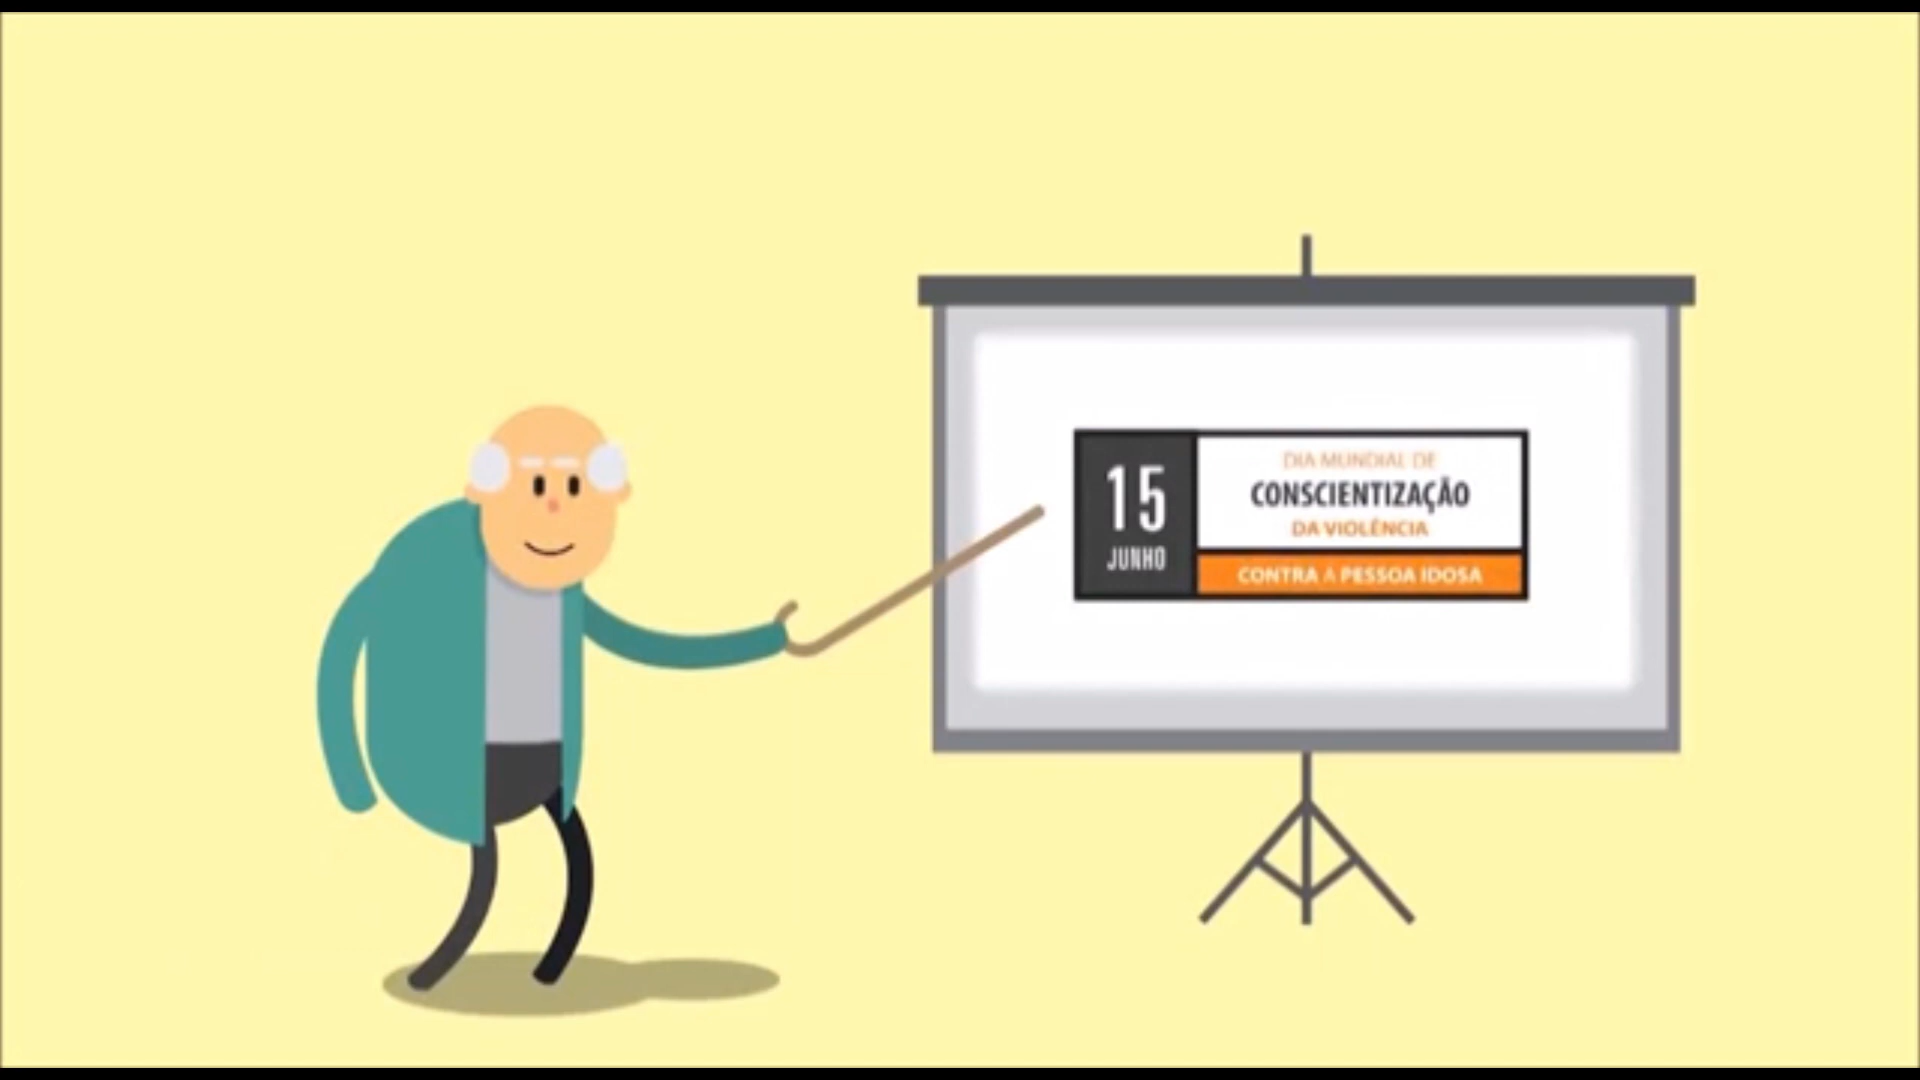 15
JUNHO
DIA MUNDIAL DE
CONSCIENTIZAÇÃO
DA VIOLÊNCIA
CONTRA A PESSOA IDOSA